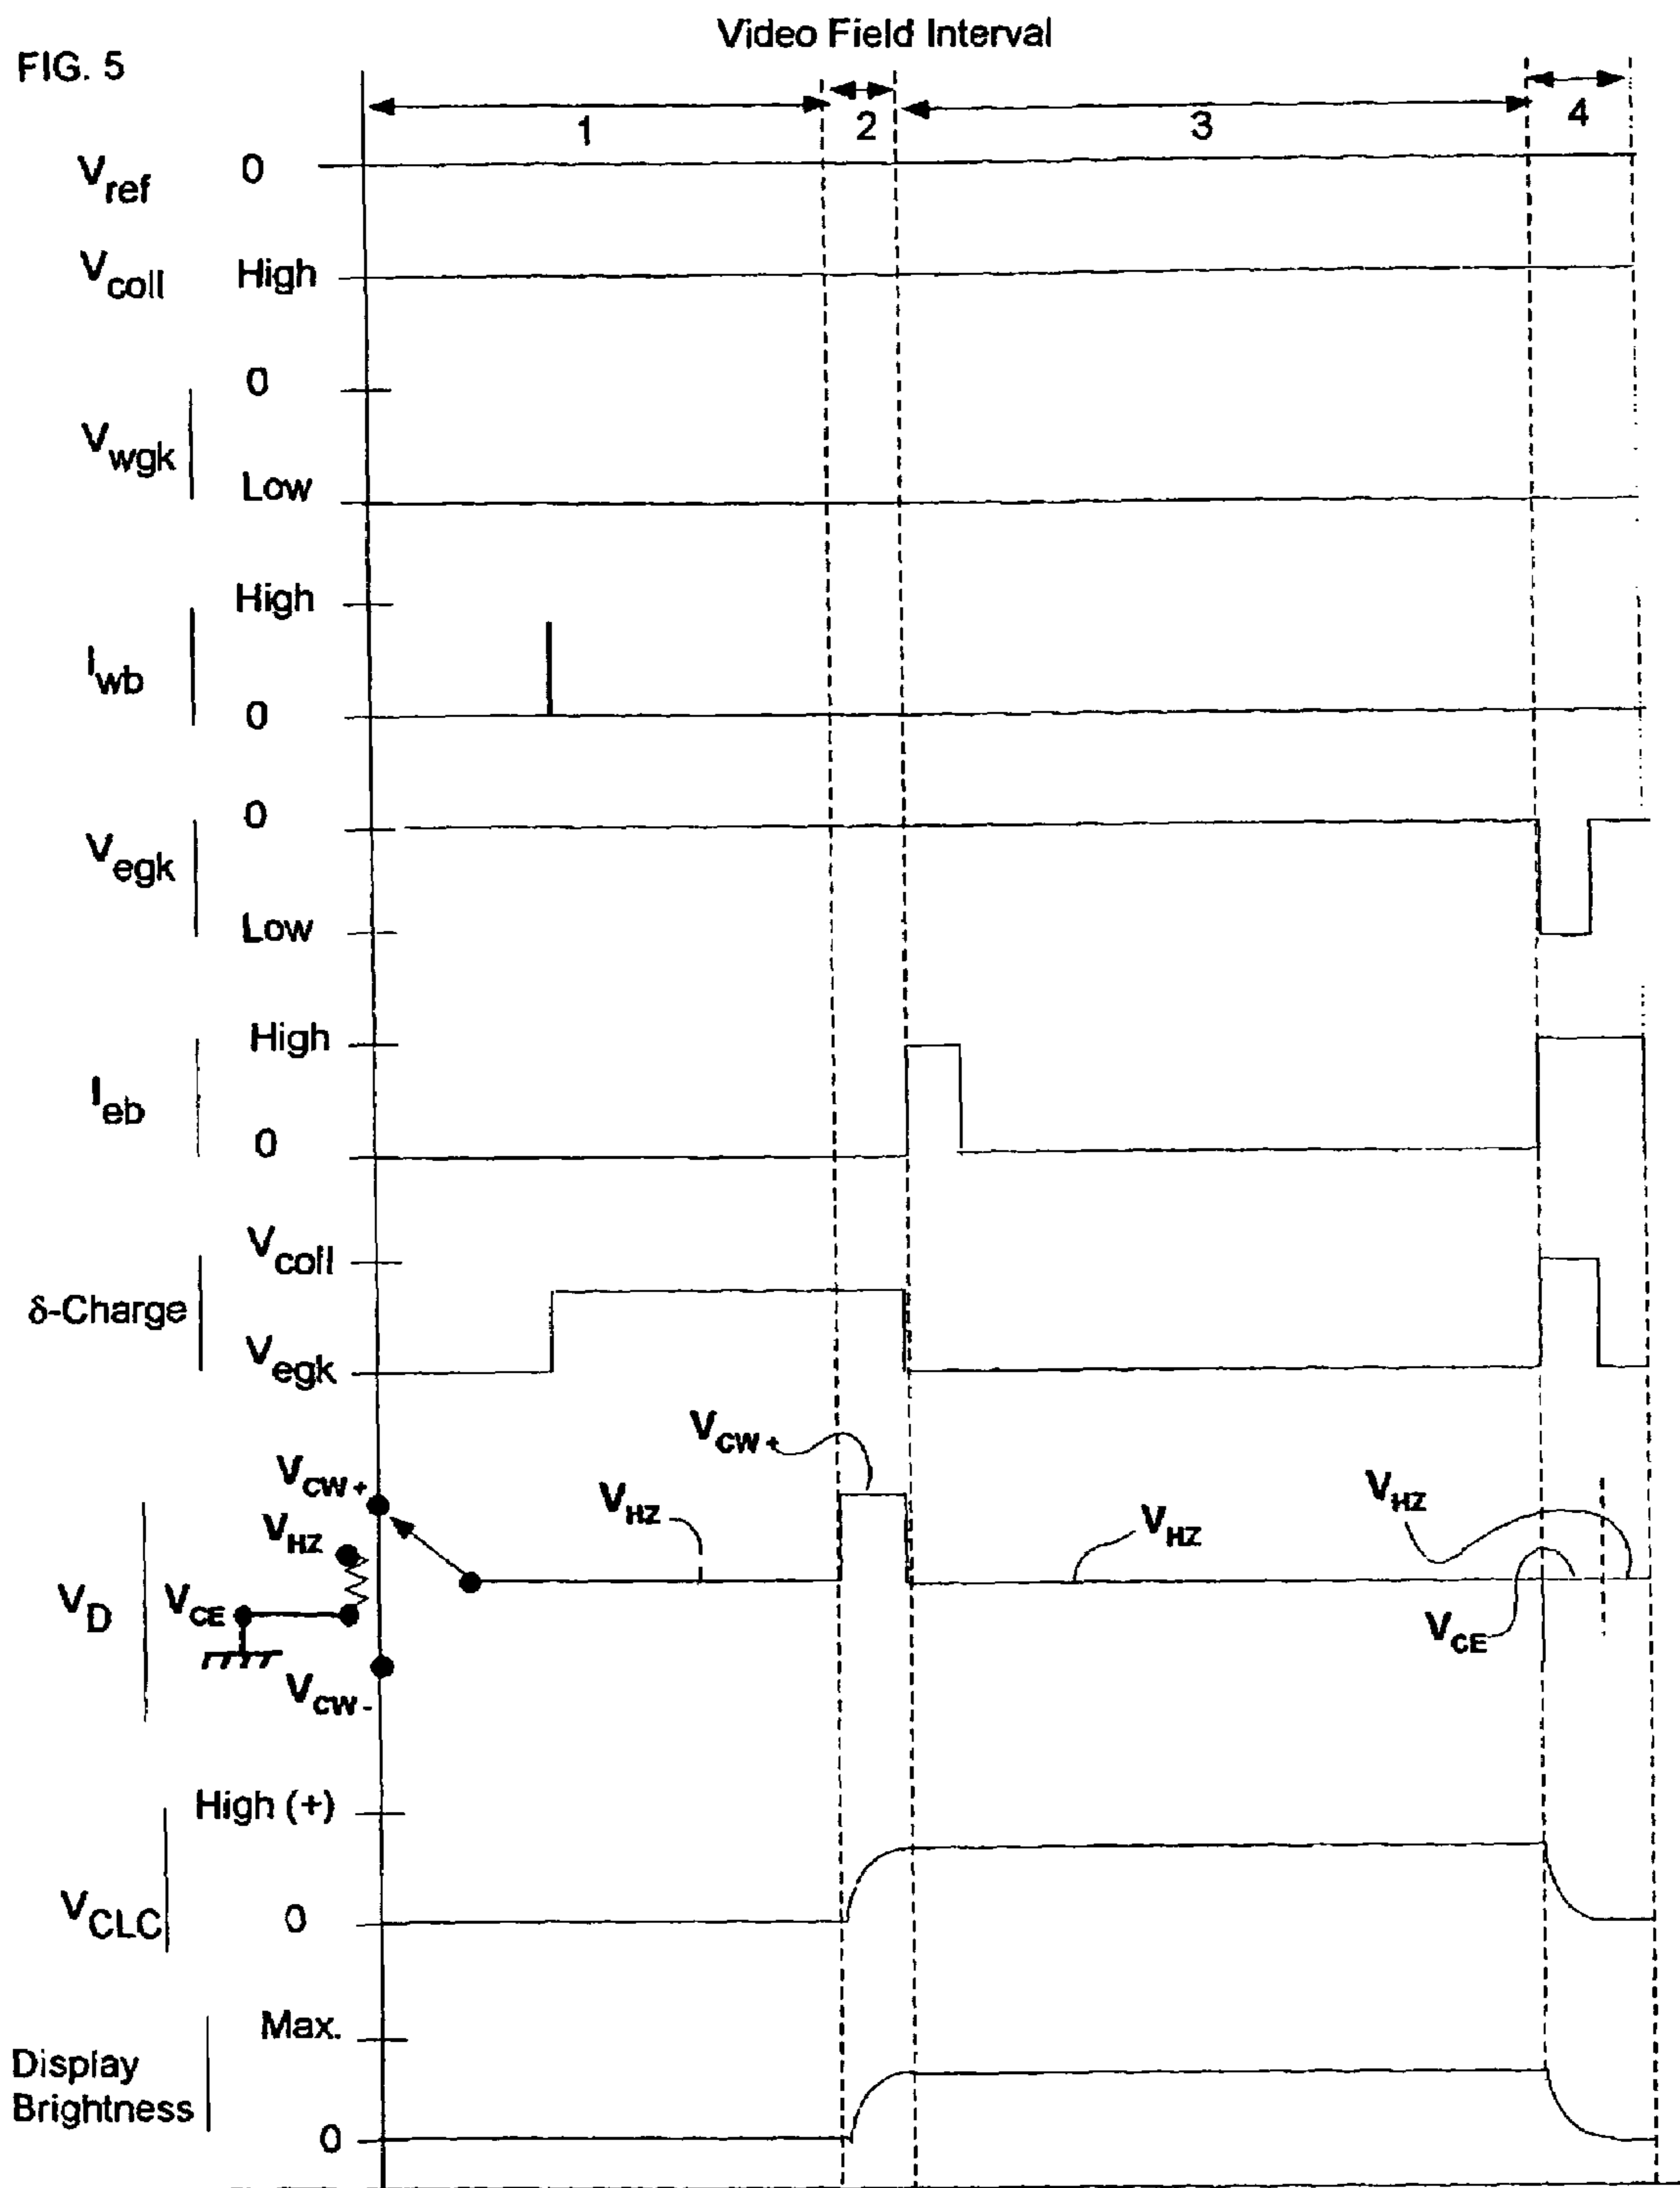 Video Field Interval
FIG. 5
1
2
3
4
Vref
0
Vcoll
High
0
Vwgk
Low
High
Iwb
0
0
Vegk
Low
High
Ieb
0
Vcoll
δ-Charge
Vegk
VCW+
VCW+
VHZ
VHZ
VHZ
VHZ
VD
VCE
VCE
VCW-
High (+)
VCLC
0
Max.
Display
Brightness
0